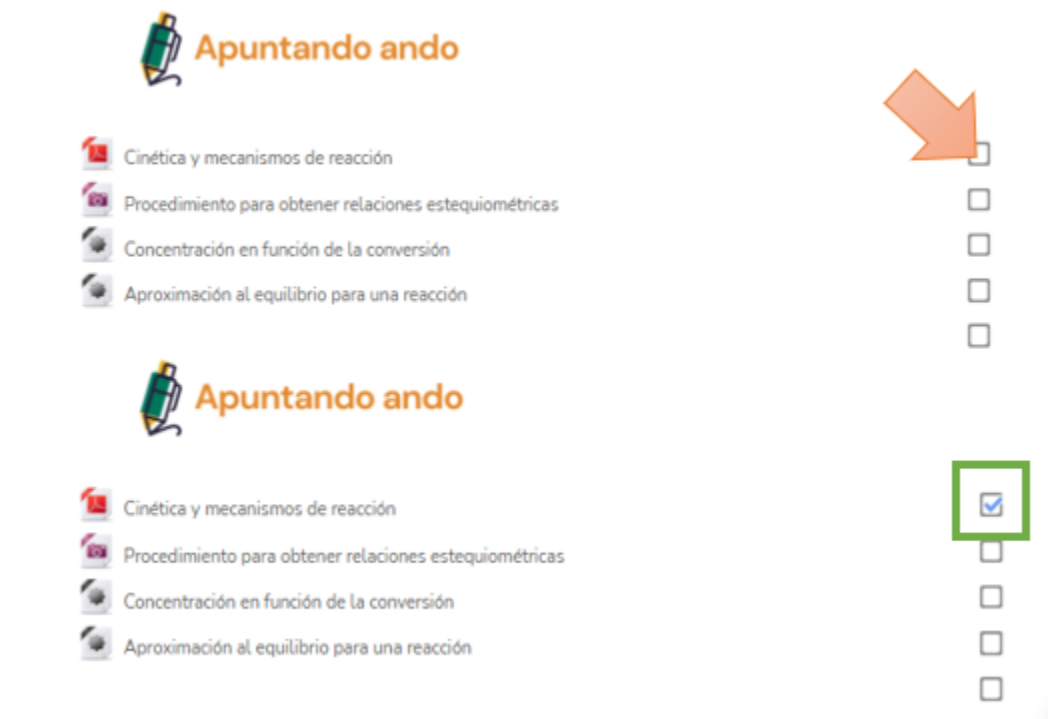 Apuntando ando
Cinética y mecanismos de reacción
Procedimiento para obtener relaciones estequiométricas
Concentración en función de la conversión
Aproximación al equilibrio para una reacción
Apuntando ando
Cinética y mecanismos de reacción
Procedimiento para obtener relaciones estequiométricas
Concentración en función de la conversión
Aproximación al equilibrio para una reacción